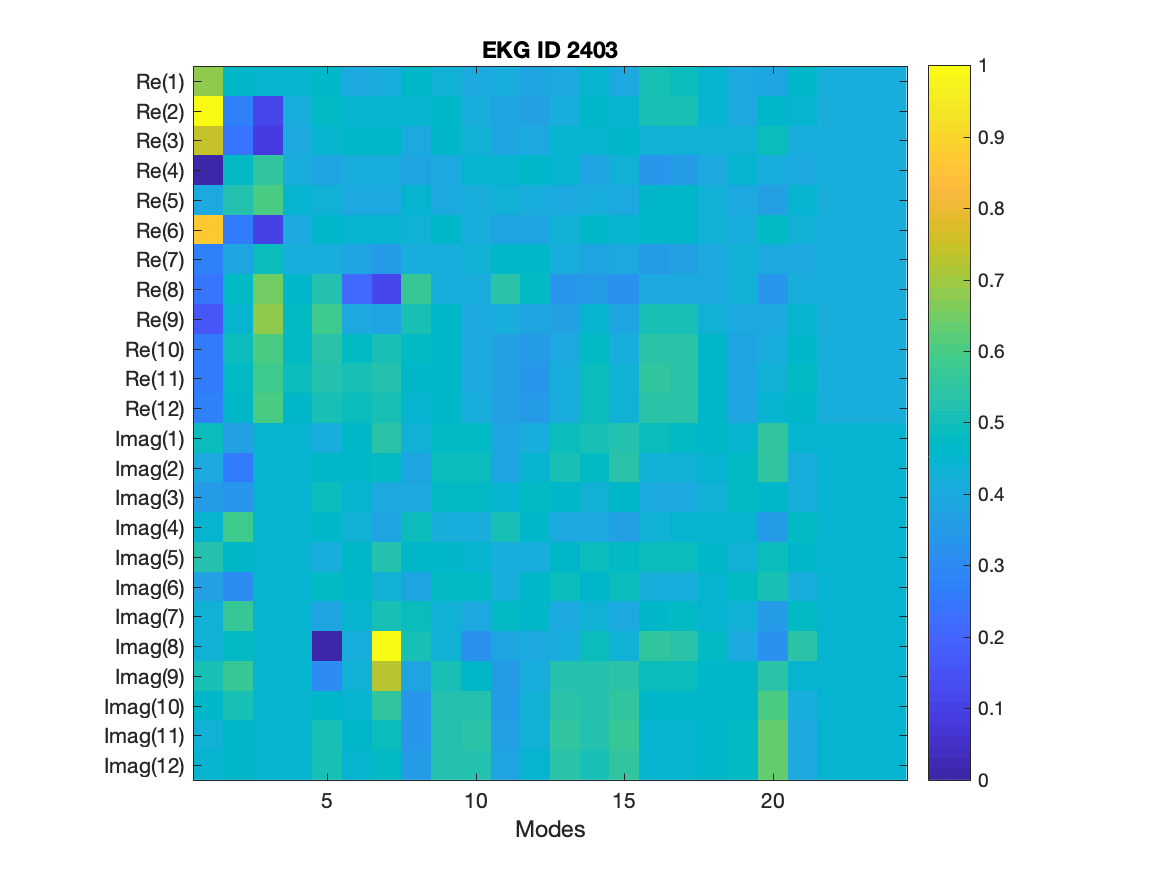 EKG ID 2403
Re(1)
Re(2)
Re(3)
Re(4)
Re(5)
Re(6)
Re(7)
Re(8)
Re(9)
Re(10)
Re(11)
Re(12)
Imag(1)
Imag(2)
Imag(3)
Imag(4)
Imag(5)
Imag(6)
Imag(7)
Imag(8)
Imag(9)
Imag(10)
Imag(11)
Imag(12)
5 10 15 20
Modes
1
0.9
0.8
0.7
0.6
0.5
0.4
0.3
0.2
0.1
0